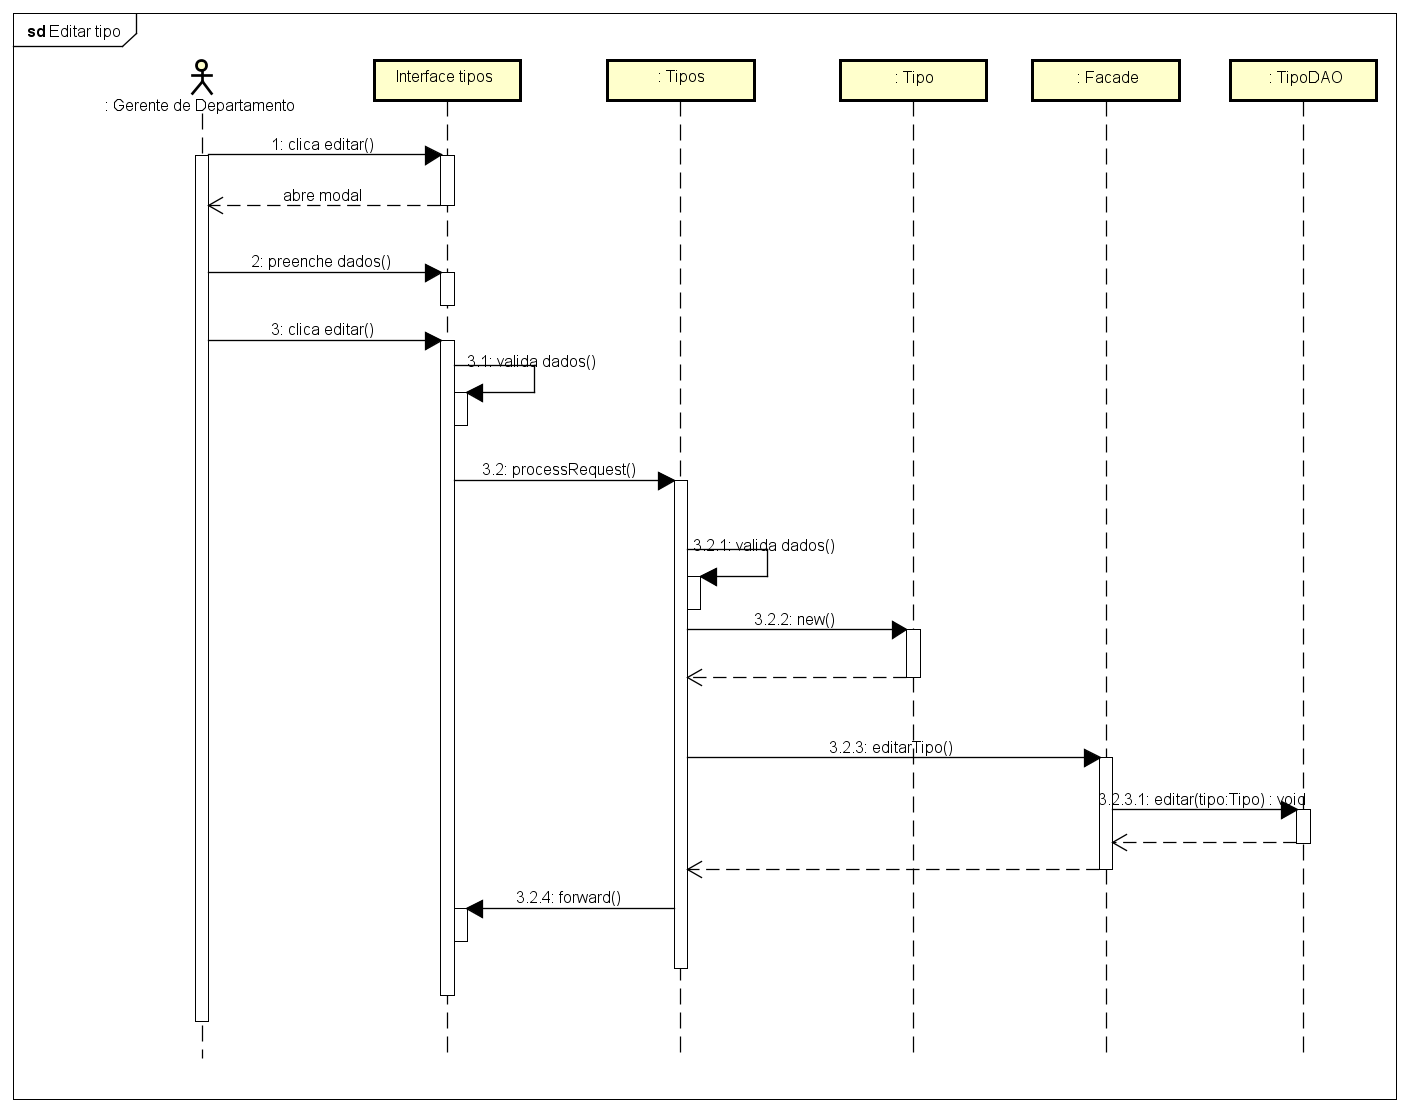 sd Editar tipo
: Gerente de Departamento
Interface tipos
: Tipos
: Tipo
: Facade
: TipoDAO
1: clica editar()
abre modal
2: preenche dados()
3: clica editar()
3.1: valida dados()
3.2: processRequest()
3.2.1: valida dados()
3.2.2: new()
3.2.3: editarTipo()
3.2.3.1: editar(tipo:Tipo) : void
3.2.4: forward()